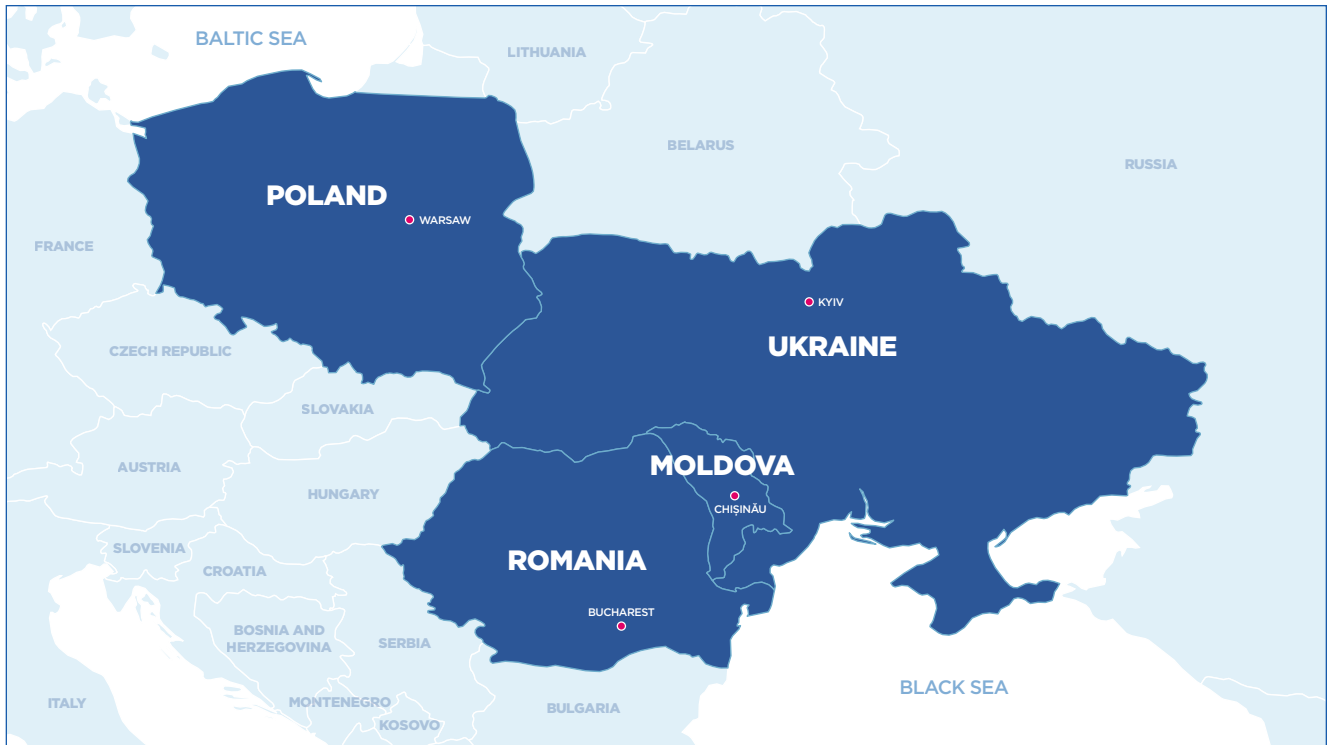 BALTIC SEA
LITHUANIA
BELARUS
RUSSIA
POLAND
WARSAW
FRANCE
KYIV
UKRAINE
CZECH REPUBLIC
SLOVAKIA
AUSTRIA
MOLDOVA
HUNGARY
CHIȘINĂU
SLOVENIA
ROMANIA
CROATIA
BUCHAREST
BOSNIA AND
HERZEGOVINA
SERBIA
BLACK SEA
ITALY
MONTENEGRO
BULGARIA
KOSOVO